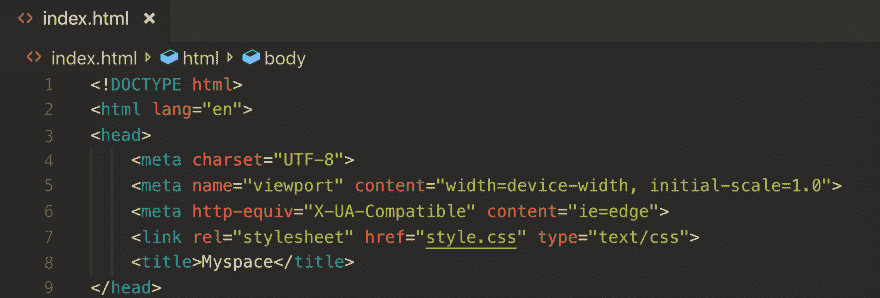 <> index.html ×
<> index.html html body
1 <!DOCTYPE html>
2 <html lang="en">
3 <head>
4 <meta charset="UTF-8">
5 <meta name="viewport" content="width=device-width, initial-scale=1.0">
6 <meta http-equiv="X-UA-Compatible" content="ie=edge">
7 <link rel="stylesheet" href="style.css" type="text/css">
8 <title>Myspace</title>
9 </head>